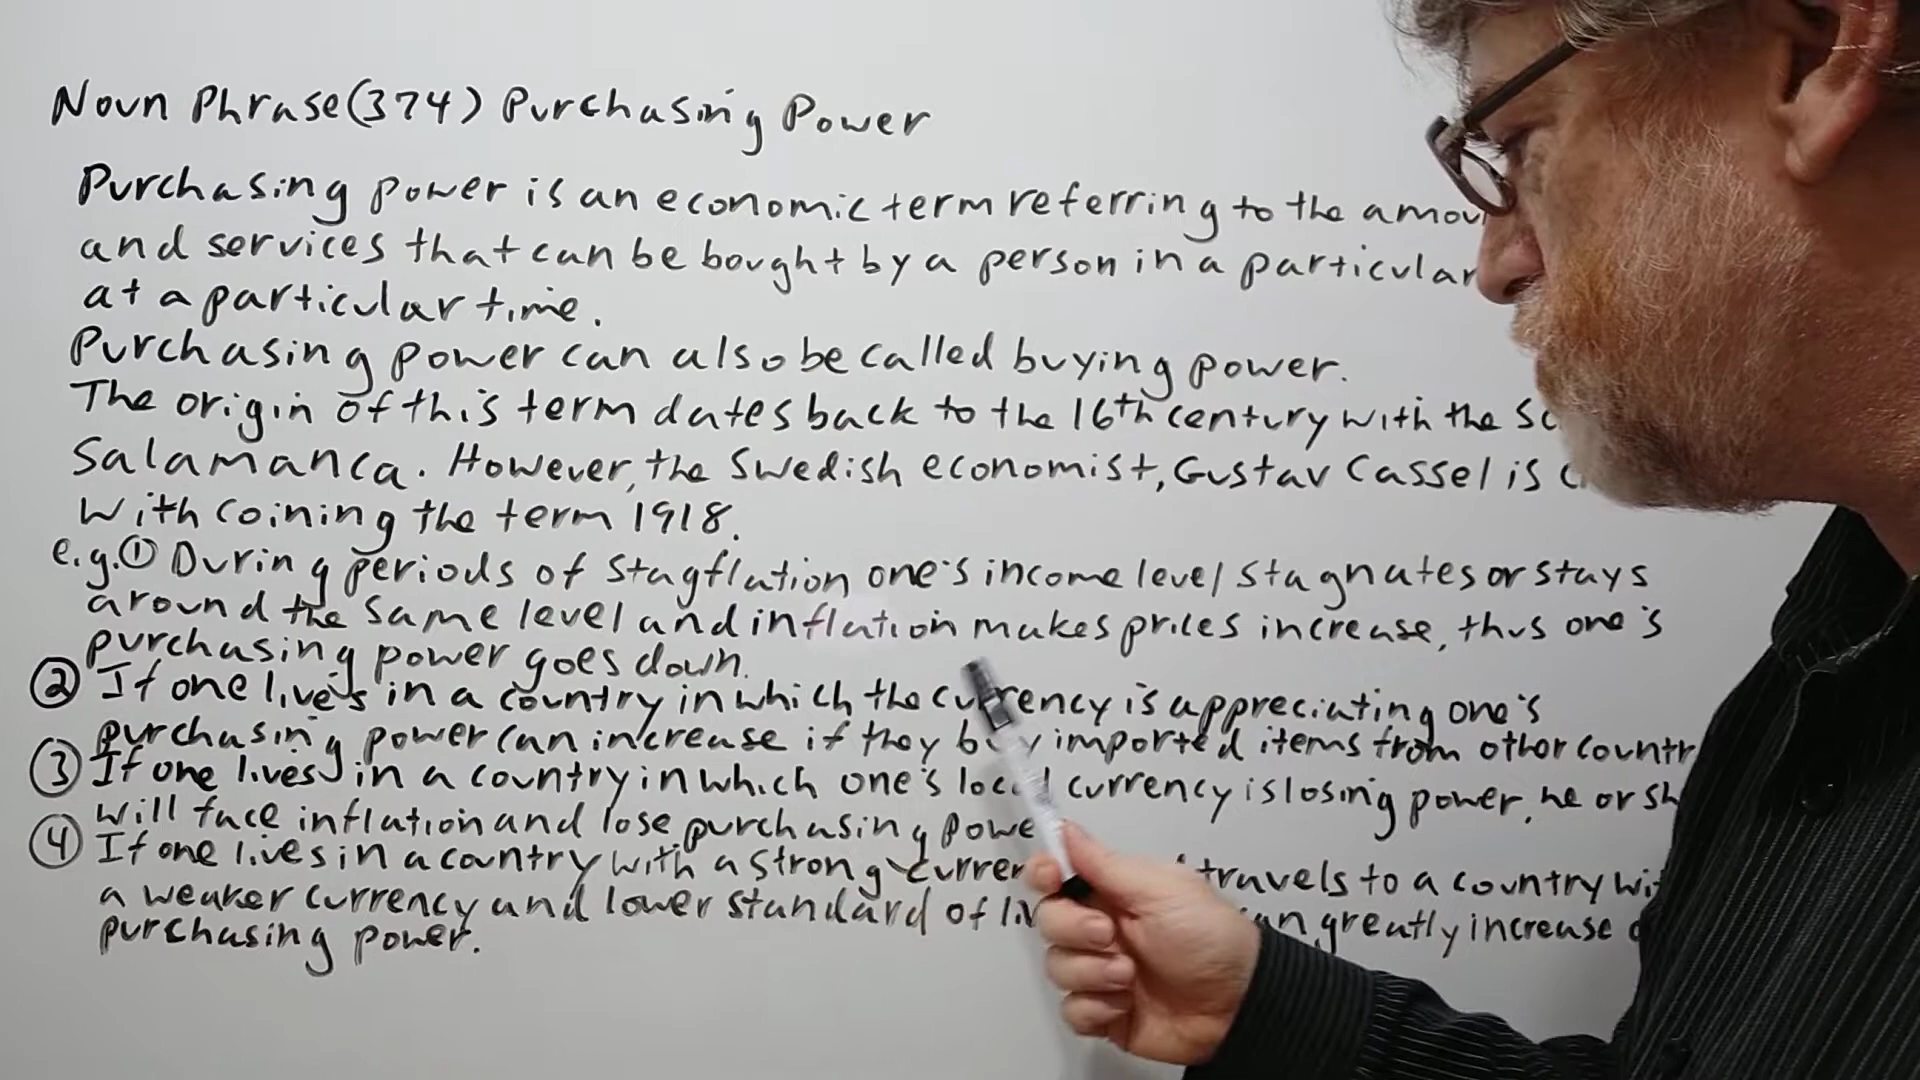 Noun Phrase (374) Purchasing Power
Purchasing power is an economic term referring to the
and services that can be bought by a person in a particular
at a particular time.
Purchasing power can also be called buying power.
The origin of this term dates back to the 16th century with the
Salamanca. However, the Swedish economist, Gustav Cassel is
with coining the term 1918.
e.g. ① During periods of stagflation one's income level stagnates or stays
around the same level and inflation makes prices increase, thus one's
purchasing power goes down.
② If one lives in a country in which the currency is appreciating one's
purchasing power can increase if they buy imported items from other
③ If one lives in a country in which one's local currency is losing power, he or
will face inflation and lose purchasing
④ If one lives in a country with a strong travels to a country
a weaker currency and lower standard of greatly increase
purchasing power.